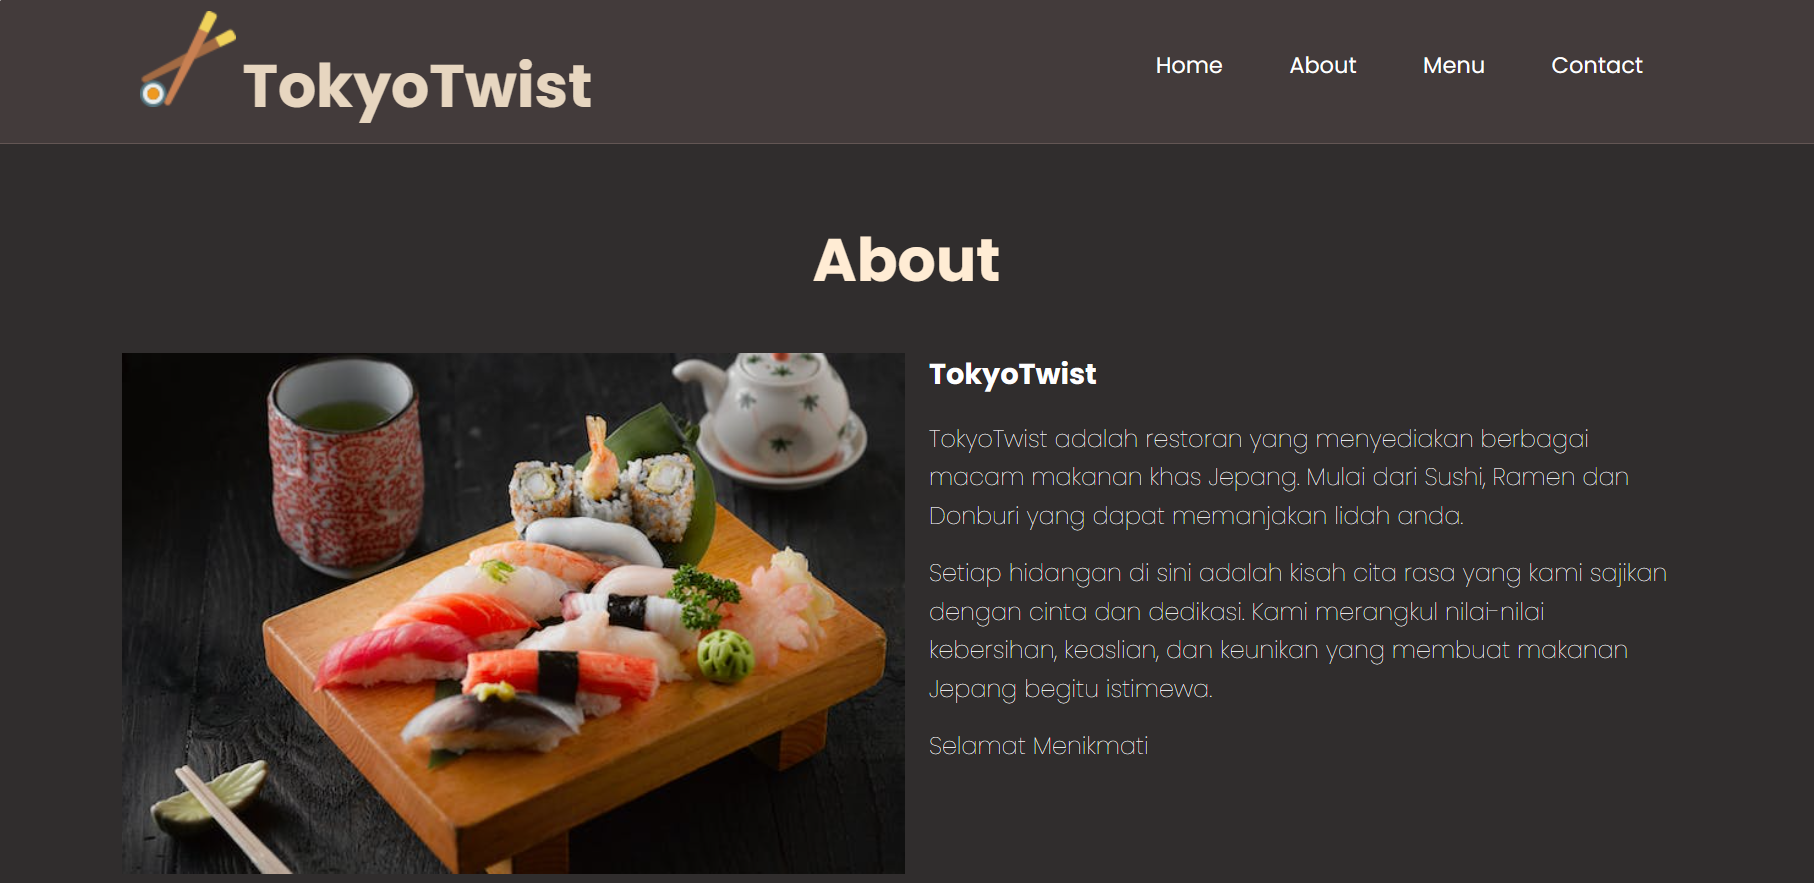 TokyoTwist
Home
About
Menu
Contact
About
TokyoTwist
TokyoTwist adalah restoran yang menyediakan berbagai
macam makanan khas Jepang. Mulai dari Sushi, Ramen dan
Donburi yang dapat memanjakan lidah anda.
Setiap hidangan di sini adalah kisah cita rasa yang kami sajikan
dengan cinta dan dedikasi. Kami merangkul nilai-nilai
kebersihan, keaslian, dan keunikan yang membuat makanan
Jepang begitu istimewa.
Selamat Menikmati